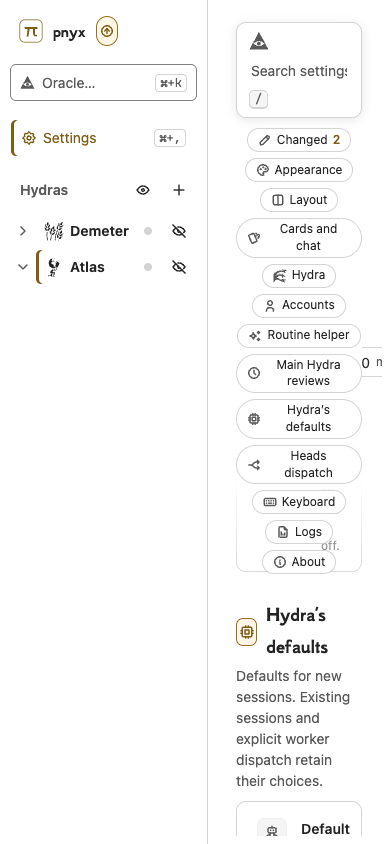 pnyx
Oracle...
⌘+k
Settings
⌘+,
Hydras
Demeter
Atlas
Search settings
/
Changed 2
Appearance
Layout
Cards and
chat
Hydra
Accounts
Routine helper
Main Hydra
reviews
0
Hydra's
defaults
Heads
dispatch
Keyboard
Logs
off.
About
Hydra's
defaults
Defaults for new
sessions. Existing
sessions and
explicit worker
dispatch retain
their choices.
Default